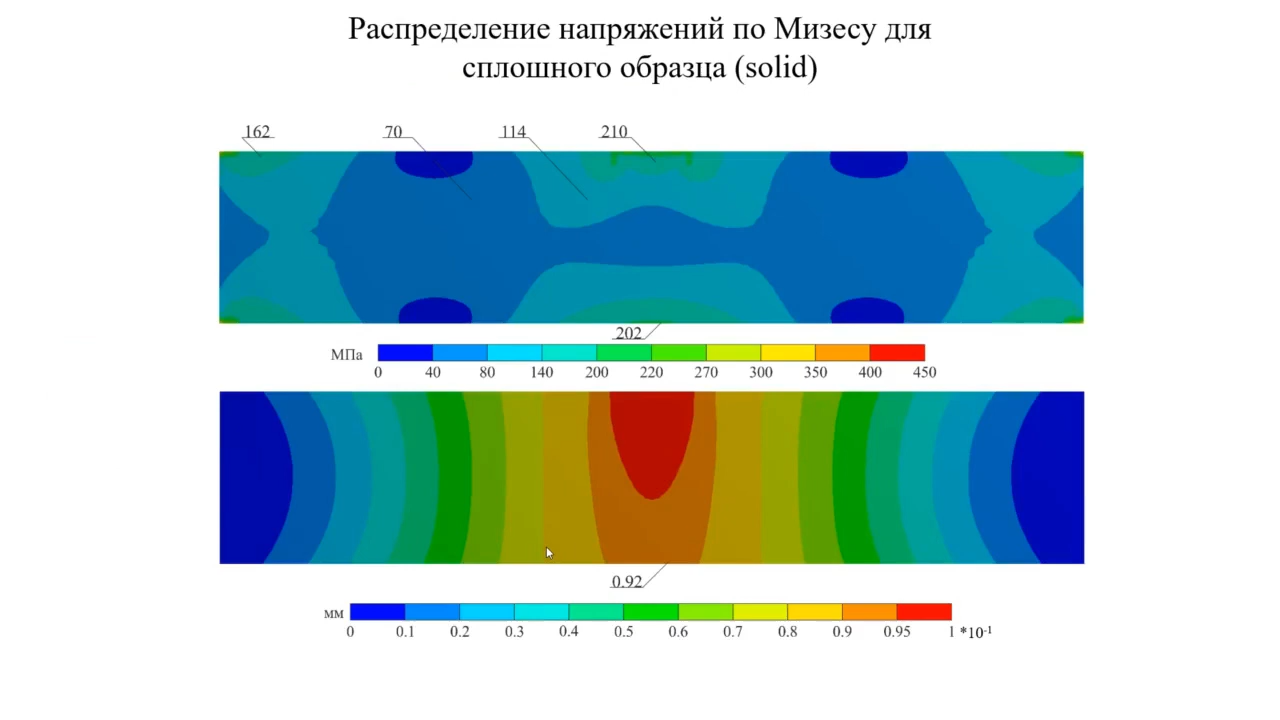 Распределение напряжений по Мизесу для
сплошного образца (solid)
162 70 114 210
202
МПа
0 40 80 140 200 220 270 300 350 400 450
0.92
мм
0 0.1 0.2 0.3 0.4 0.5 0.6 0.7 0.8 0.9 0.95 1 *10⁻¹